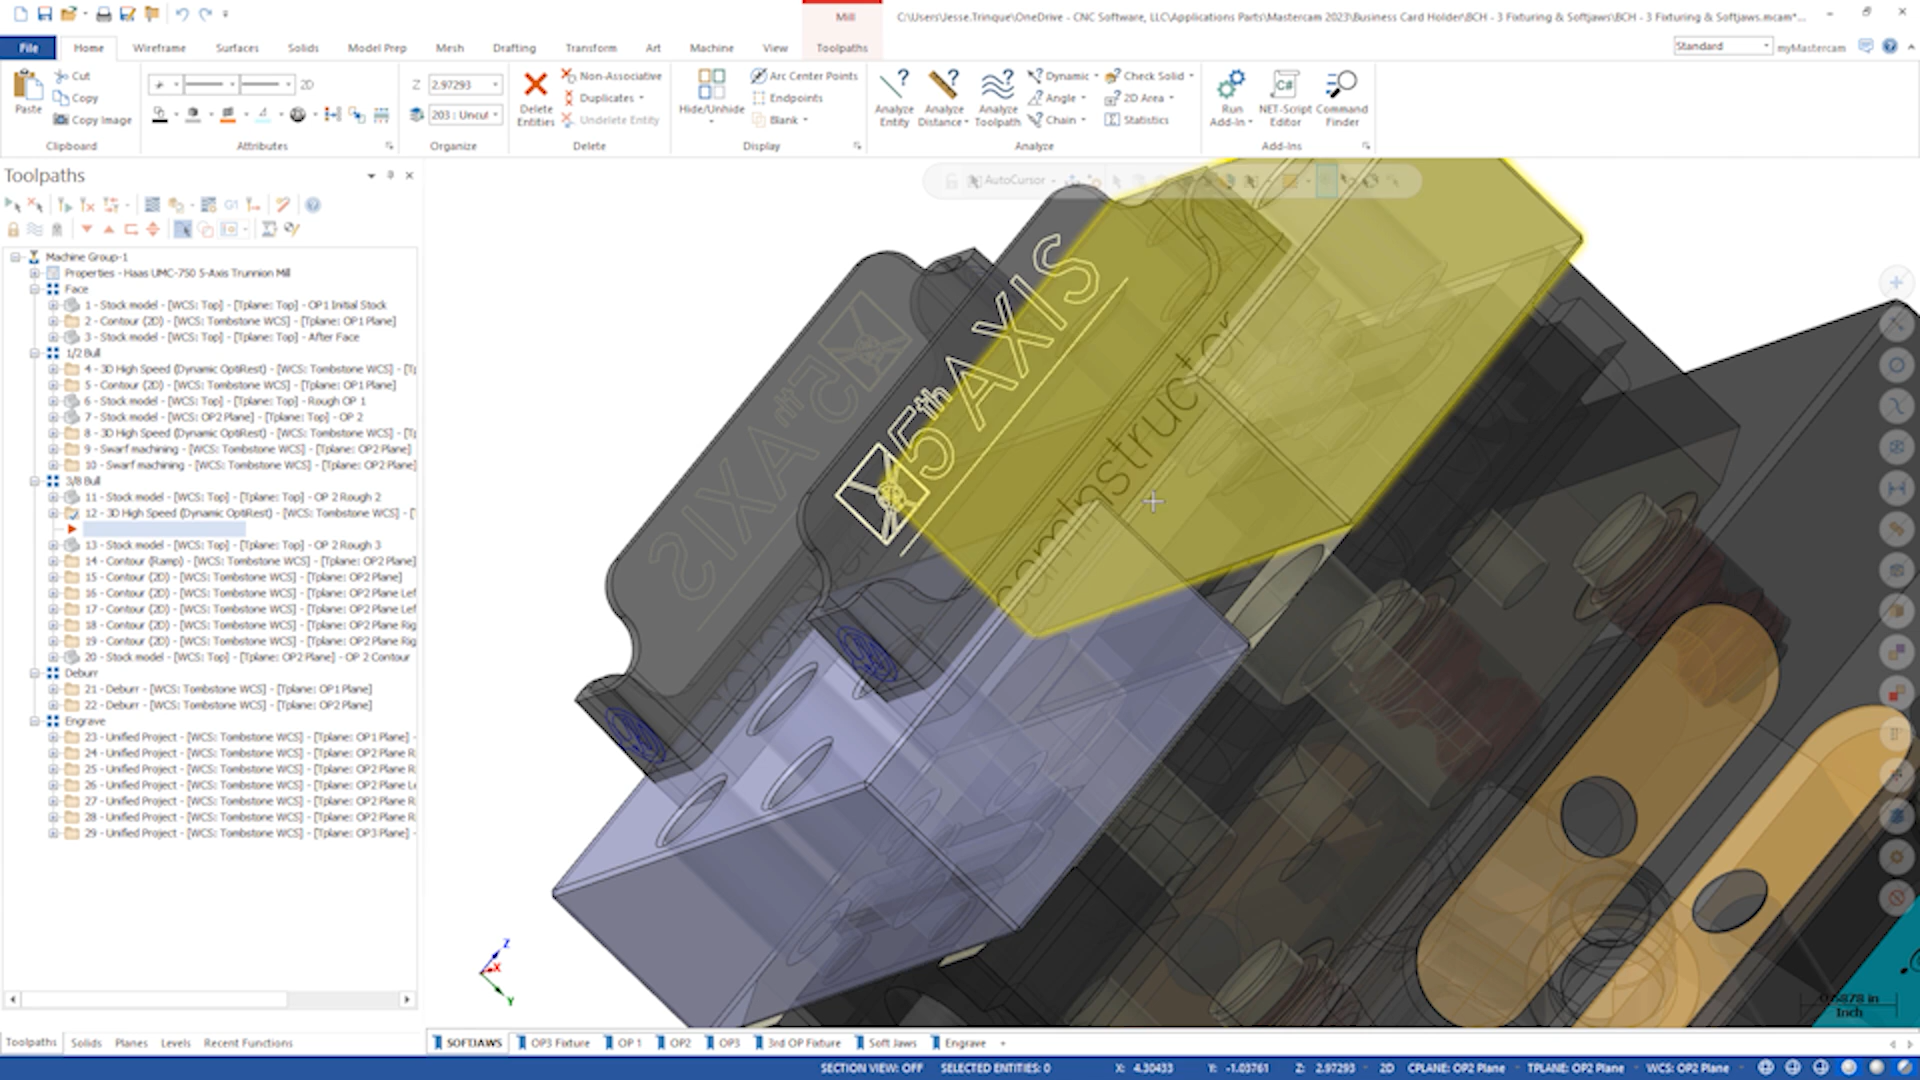 Mill
C:\Users\Jesse.Trinque\OneDrive - CNC Software, LLC\Applications Parts\Mastercam 2023\Business Card Holder\BCH - 3 Fixturing & Softjaws\BCH - 3 Fixturing & Softjaws.mcam*...
File Home Wireframe Surfaces Solids Model Prep Mesh Drafting Transform Art Machine View Toolpaths Standard myMastercam
Paste Cut Copy Copy Image
Clipboard
2D
Attributes
Z 2.97293
203 : Uncut
Organize
Delete Entities Non-Associative Duplicates Undelete Entity
Delete
Hide/Unhide Arc Center Points Endpoints Blank
Display
Analyze Entity Analyze Distance Analyze Toolpath Dynamic Angle Chain Check Solid 2D Area Statistics
Analyze
Run Add-In .NET-Script Editor Command Finder
Add-Ins
Toolpaths
G1
AutoCursor
Machine Group-1
Properties - Haas UMC-750 5-Axis Trunnion Mill
Face
1 - Stock model - [WCS: Top] - [Tplane: Top] - OP1 Initial Stock
2 - Contour (2D) - [WCS: Tombstone WCS] - [Tplane: OP1 Plane]
3 - Stock model - [WCS: Top] - [Tplane: Top] - After Face
1/2 Bull
4 - 3D High Speed (Dynamic OptiRest) - [WCS: Tombstone WCS] - [T
5 - Contour (2D) - [WCS: Tombstone WCS] - [Tplane: OP1 Plane]
6 - Stock model - [WCS: Top] - [Tplane: Top] - Rough OP 1
7 - Stock model - [WCS: OP2 Plane] - [Tplane: Top] - OP 2
8 - 3D High Speed (Dynamic OptiRest) - [WCS: Tombstone WCS] - [T
9 - Swarf machining - [WCS: Tombstone WCS] - [Tplane: OP2 Plane]
10 - Swarf machining - [WCS: Tombstone WCS] - [Tplane: OP2 Plane]
3/8 Bull
11 - Stock model - [WCS: Top] - [Tplane: Top] - OP 2 Rough 2
12 - 3D High Speed (Dynamic OptiRest) - [WCS: Tombstone WCS] - [
13 - Stock model - [WCS: Top] - [Tplane: Top] - OP 2 Rough 3
14 - Contour (Ramp) - [WCS: Tombstone WCS] - [Tplane: OP2 Plane]
15 - Contour (2D) - [WCS: Tombstone WCS] - [Tplane: OP2 Plane]
16 - Contour (2D) - [WCS: Tombstone WCS] - [Tplane: OP2 Plane Lef
17 - Contour (2D) - [WCS: Tombstone WCS] - [Tplane: OP2 Plane Lef
18 - Contour (2D) - [WCS: Tombstone WCS] - [Tplane: OP2 Plane Rig
19 - Contour (2D) - [WCS: Tombstone WCS] - [Tplane: OP2 Plane Rig
20 - Stock model - [WCS: Top] - [Tplane: OP2 Plane] - OP 2 Contour
Deburr
21 - Deburr - [WCS: Tombstone WCS] - [Tplane: OP1 Plane]
22 - Deburr - [WCS: Tombstone WCS] - [Tplane: OP2 Plane]
Engrave
23 - Unified Project - [WCS: Tombstone WCS] - [Tplane: OP1 Plane] -
24 - Unified Project - [WCS: Tombstone WCS] - [Tplane: OP2 Plane R
25 - Unified Project - [WCS: Tombstone WCS] - [Tplane: OP2 Plane R
26 - Unified Project - [WCS: Tombstone WCS] - [Tplane: OP2 Plane Le
27 - Unified Project - [WCS: Tombstone WCS] - [Tplane: OP2 Plane R
28 - Unified Project - [WCS: Tombstone WCS] - [Tplane: OP2 Plane R
29 - Unified Project - [WCS: Tombstone WCS] - [Tplane: OP3 Plane] -
5th AXIS
5th AXIS
camInstructor
Z
X
Y
Inch
Toolpaths Solids Planes Levels Recent Functions
SOFTJAWS OP3 Fixture OP 1 OP2 OP3 3rd OP Fixture Soft Jaws Engrave +
SECTION VIEW: OFF SELECTED ENTITIES: 0 X: 4.30433 Y: -1.03761 Z: 2.97293 2D CPLANE: OP2 Plane TPLANE: OP2 Plane WCS: OP2 Plane